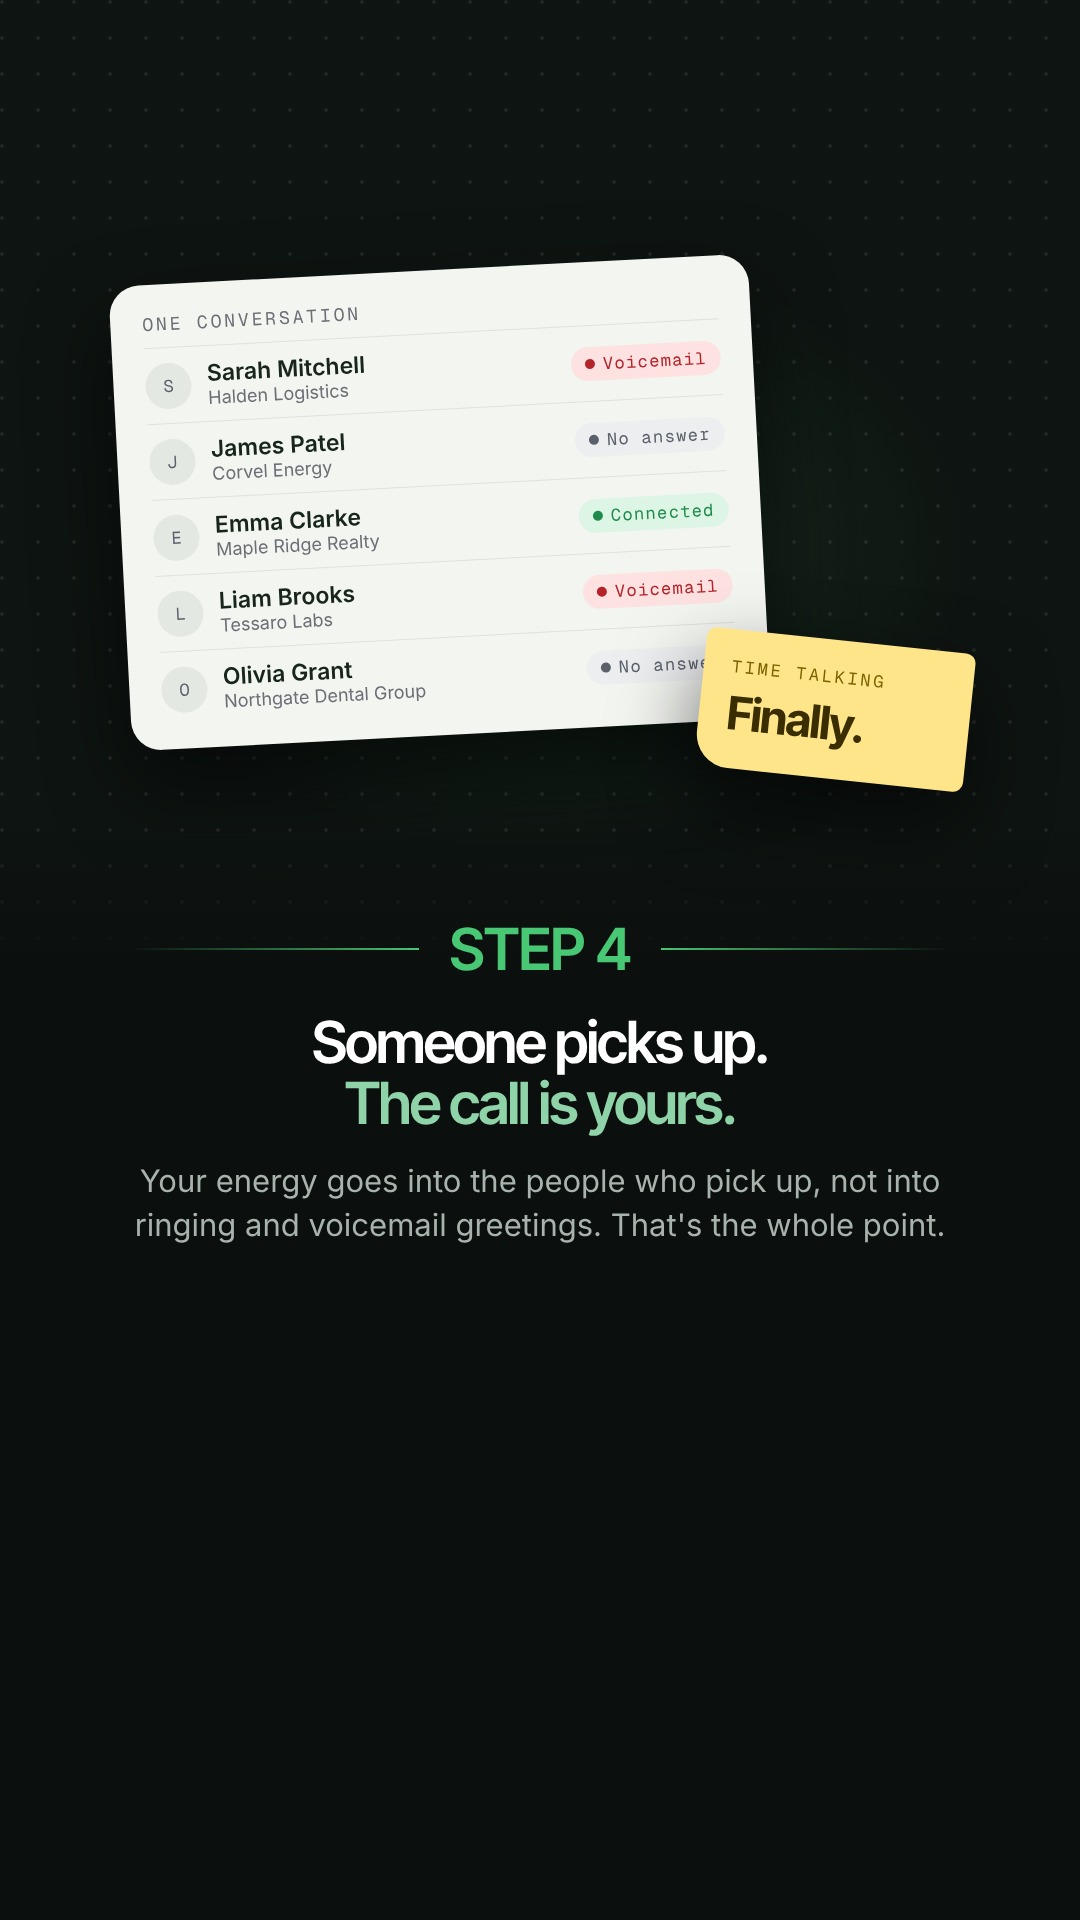 ONE CONVERSATION
S
Sarah Mitchell
Halden Logistics
Voicemail
J
James Patel
Corvel Energy
No answer
E
Emma Clarke
Maple Ridge Realty
Connected
L
Liam Brooks
Tessaro Labs
Voicemail
O
Olivia Grant
Northgate Dental Group
No answe
TIME TALKING
Finally.
STEP 4
Someone picks up.
The call is yours.
Your energy goes into the people who pick up, not into
ringing and voicemail greetings. That's the whole point.